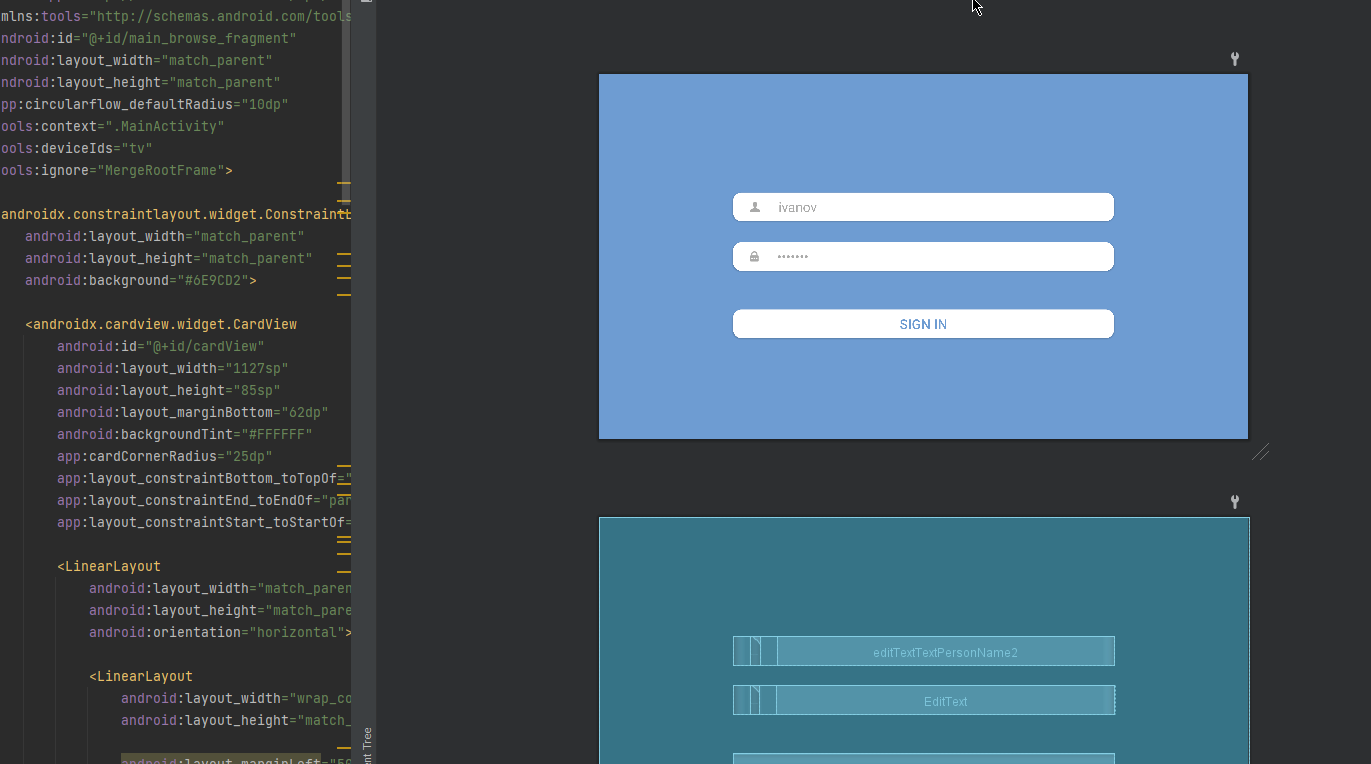 mlns:tools="http://schemas.android.com/tools
ndroid:id="@+id/main_browse_fragment"
ndroid:layout_width="match_parent"
ndroid:layout_height="match_parent"
pp:circularflow_defaultRadius="10dp"
ools:context=".MainActivity"
ools:deviceIds="tv"
ools:ignore="MergeRootFrame">
androidx.constraintlayout.widget.ConstraintL
android:layout_width="match_parent"
android:layout_height="match_parent"
android:background="#6E9CD2">
<androidx.cardview.widget.CardView
android:id="@+id/cardView"
android:layout_width="1127sp"
android:layout_height="85sp"
android:layout_marginBottom="62dp"
android:backgroundTint="#FFFFFF"
app:cardCornerRadius="25dp"
app:layout_constraintBottom_toTopOf="
app:layout_constraintEnd_toEndOf="par
app:layout_constraintStart_toStartOf=
<LinearLayout
android:layout_width="match_paren
android:layout_height="match_pare
android:orientation="horizontal">
<LinearLayout
android:layout_width="wrap_co
android:layout_height="match_
android:layout_marginLeft="50
nt Tree
ivanov
•••••••
SIGN IN
editTextTextPersonName2
EditText